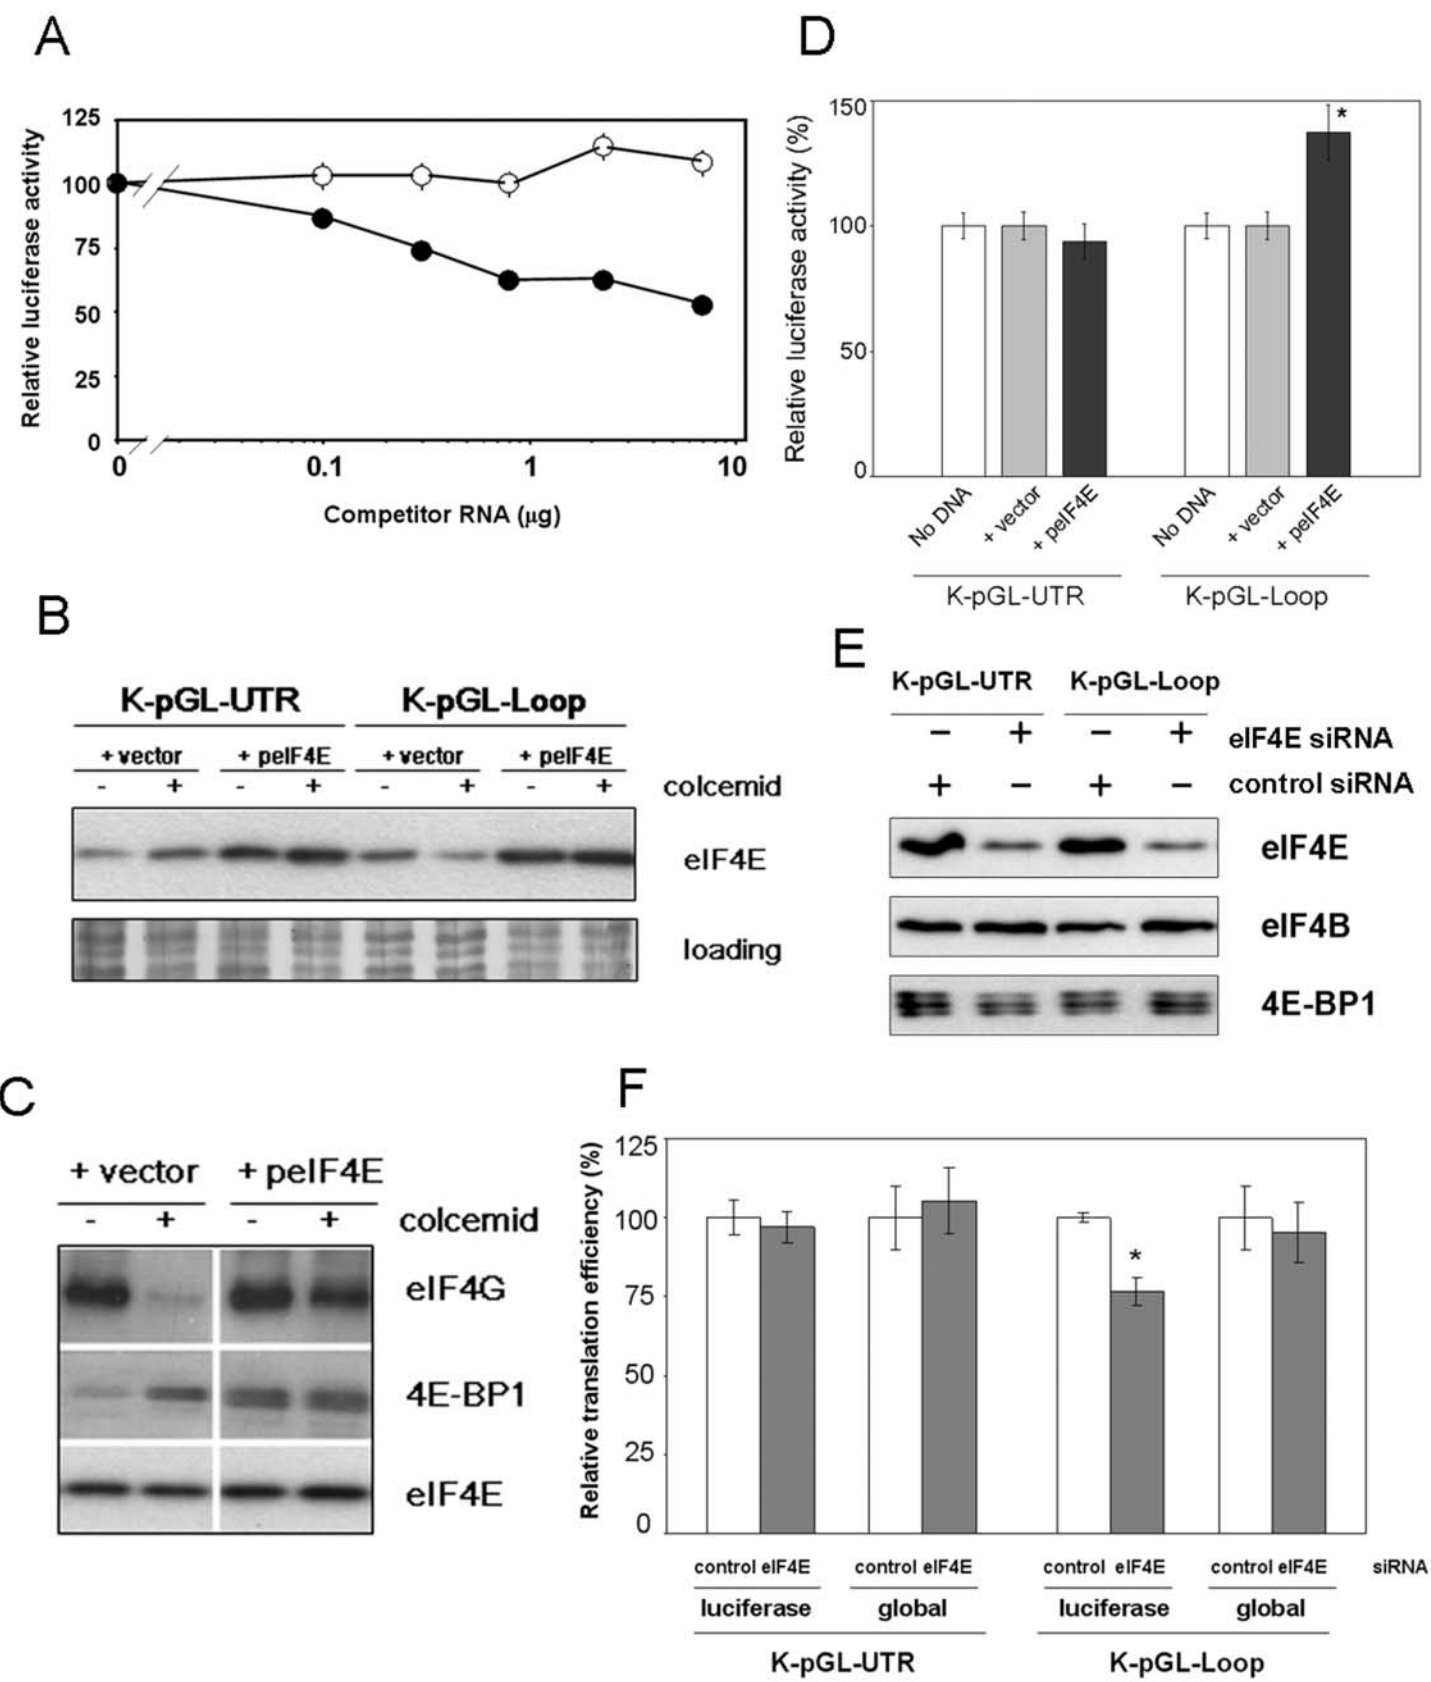 A
Relative luciferase activity
125
100
75
50
25
0
0 0.1 1 10
Competitor RNA (µg)
B
K-pGL-UTR K-pGL-Loop
+ vector + peIF4E + vector + peIF4E
- + - + - + - + colcemid
eIF4E
loading
C
+ vector + peIF4E
- + - + colcemid
eIF4G
4E-BP1
eIF4E
D
Relative luciferase activity (%)
150
100
50
0
*
No DNA + vector + peIF4E No DNA + vector + peIF4E
K-pGL-UTR K-pGL-Loop
E
K-pGL-UTR K-pGL-Loop
− + − + eIF4E siRNA
+ − + − control siRNA
eIF4E
eIF4B
4E-BP1
F
Relative translation efficiency (%)
125
100
75
50
25
0
*
control eIF4E control eIF4E control eIF4E control eIF4E siRNA
luciferase global luciferase global
K-pGL-UTR K-pGL-Loop